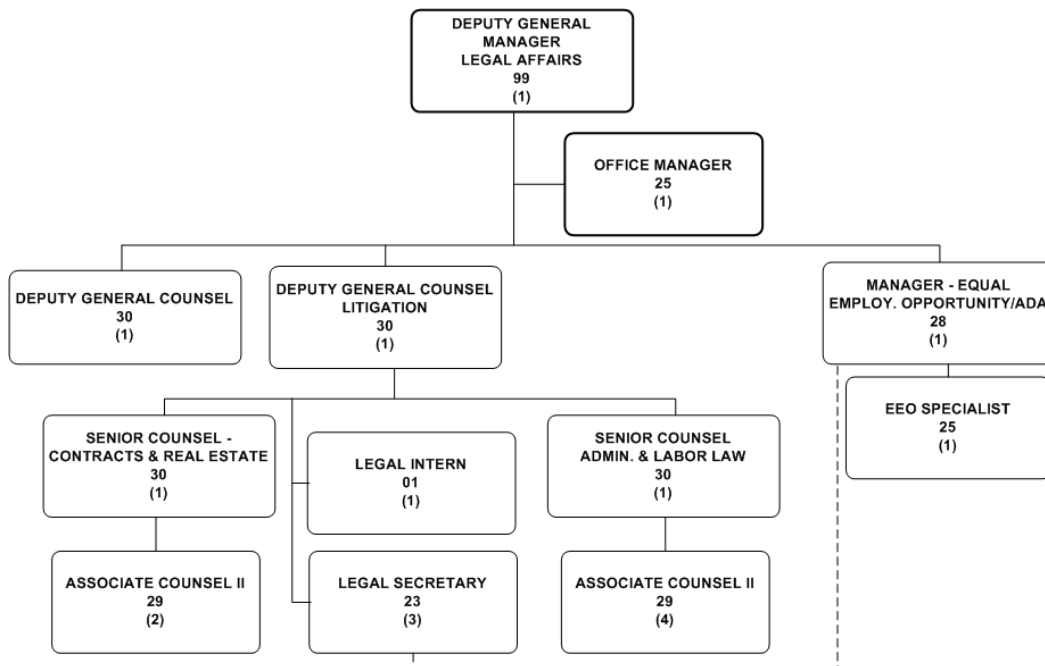 DEPUTY GENERAL
MANAGER
LEGAL AFFAIRS
99
(1)
OFFICE MANAGER
25
(1)
DEPUTY GENERAL COUNSEL
30
(1)
DEPUTY GENERAL COUNSEL
LITIGATION
30
(1)
MANAGER - EQUAL
EMPLOY. OPPORTUNITY/ADA
28
(1)
EEO SPECIALIST
25
(1)
SENIOR COUNSEL -
CONTRACTS & REAL ESTATE
30
(1)
LEGAL INTERN
01
(1)
SENIOR COUNSEL
ADMIN. & LABOR LAW
30
(1)
ASSOCIATE COUNSEL II
29
(2)
LEGAL SECRETARY
23
(3)
ASSOCIATE COUNSEL II
29
(4)